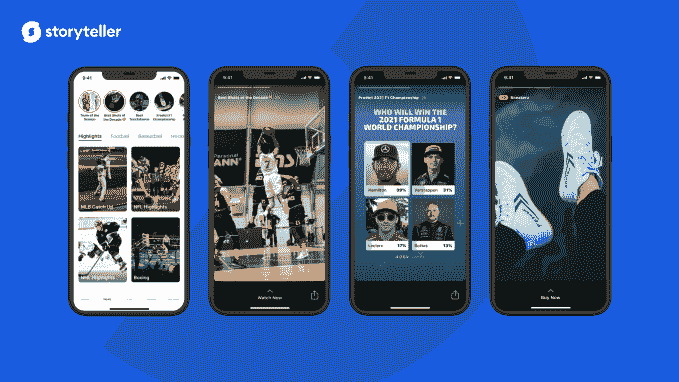 storyteller
9:41
Team of the Season
Best Shots of the Decade
Best Touchdowns
Predict F1 Championship
Highlights Football Basketball
MLB Catch Up
NFL Highlights
NHL Highlights
Boxing
9:41
Best Shots of the Decade
Watch Now
9:41
Predict 2021 F1 Championship
WHO WILL WIN THE
2021 FORMULA 1
WORLD CHAMPIONSHIP?
Hamilton
Verstappen 31%
Leclerc 17%
Bottas 13%
9:41
Sneakers
Buy Now